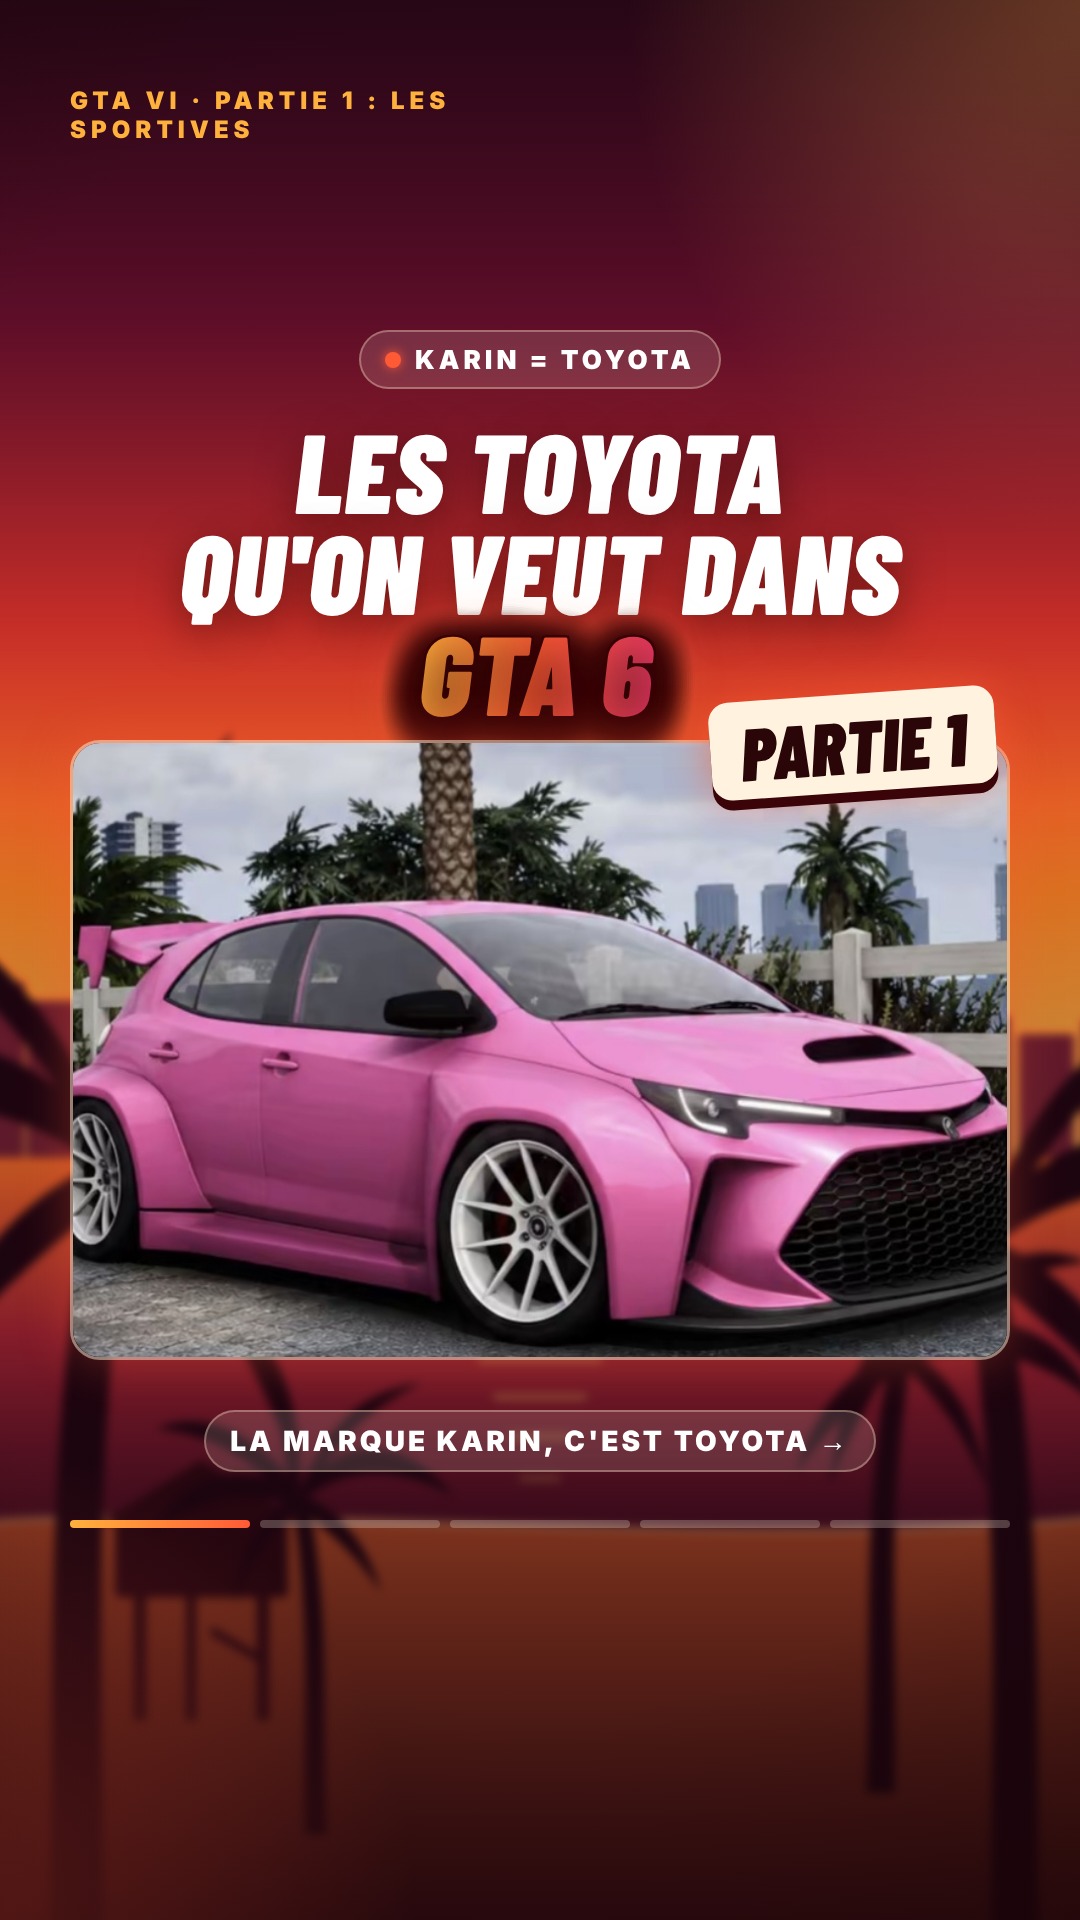 GTA VI · PARTIE 1 : LES
SPORTIVES
KARIN = TOYOTA
LES TOYOTA
QU'ON VEUT DANS
GTA 6
PARTIE 1
LA MARQUE KARIN, C'EST TOYOTA →